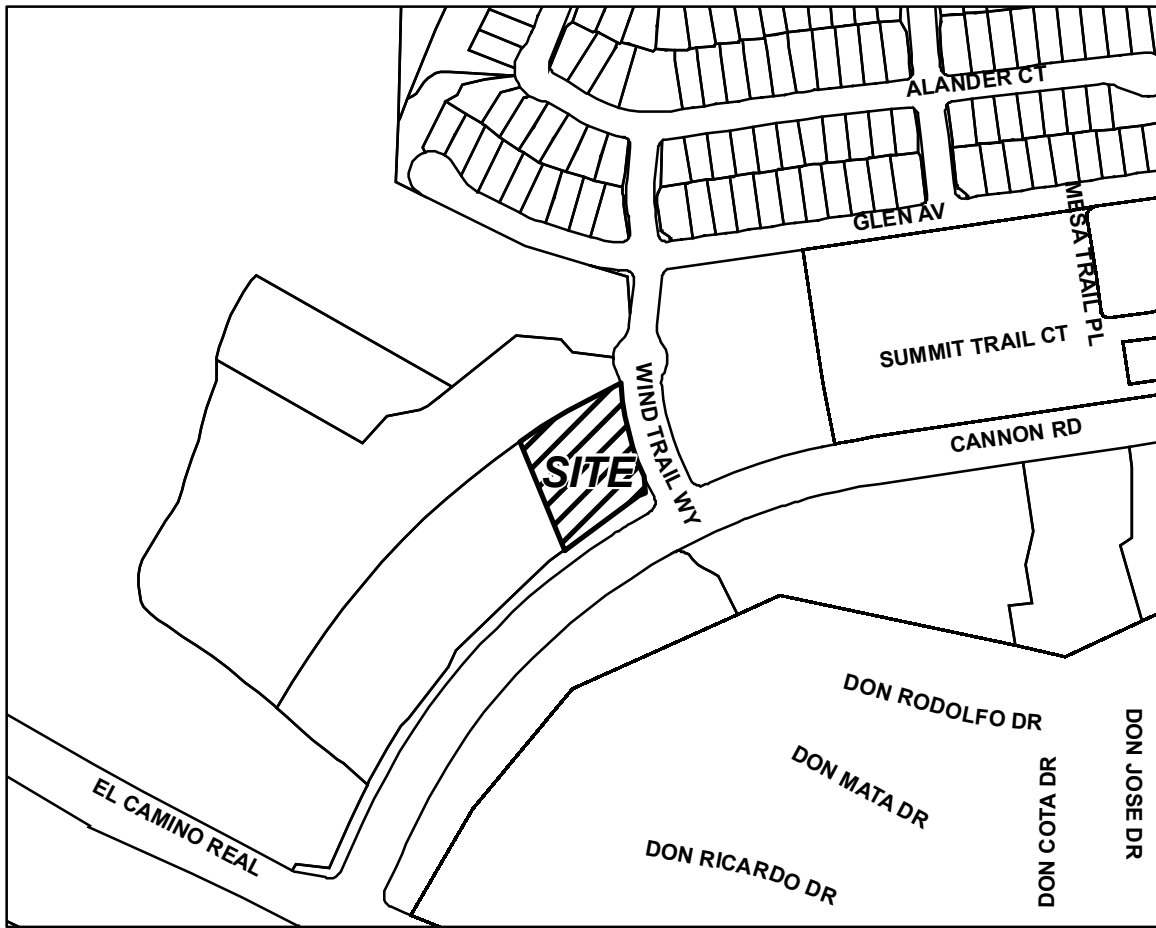 ALANDER CT
GLEN AV
MESA TRAIL PL
SUMMIT TRAIL CT
WIND TRAIL WY
CANNON RD
SITE
DON RODOLFO DR
DON JOSE DR
DON MATA DR
DON COTA DR
EL CAMINO REAL
DON RICARDO DR